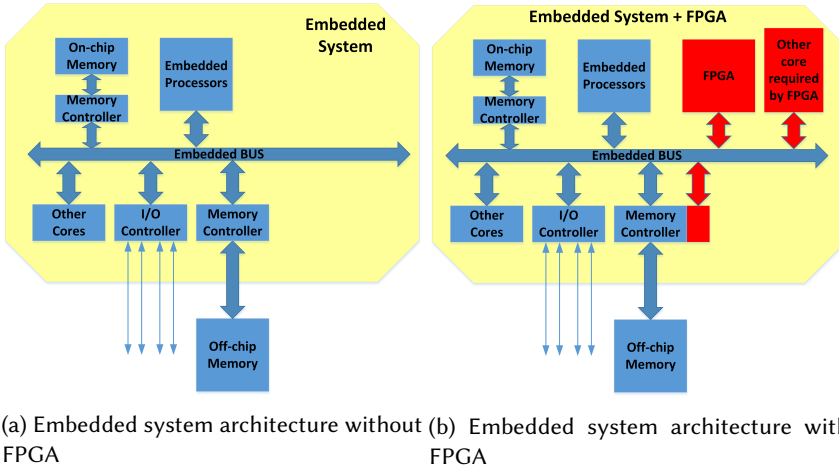 Embedded
System
On-chip
Memory
Memory
Controller
Embedded
Processors
Embedded BUS
Other
Cores
I/O
Controller
Memory
Controller
Off-chip
Memory
(a) Embedded system architecture without
FPGA
Embedded System + FPGA
On-chip
Memory
Memory
Controller
Embedded
Processors
FPGA
Other
core
required
by FPGA
Embedded BUS
Other
Cores
I/O
Controller
Memory
Controller
Off-chip
Memory
(b) Embedded system architecture wit
FPGA